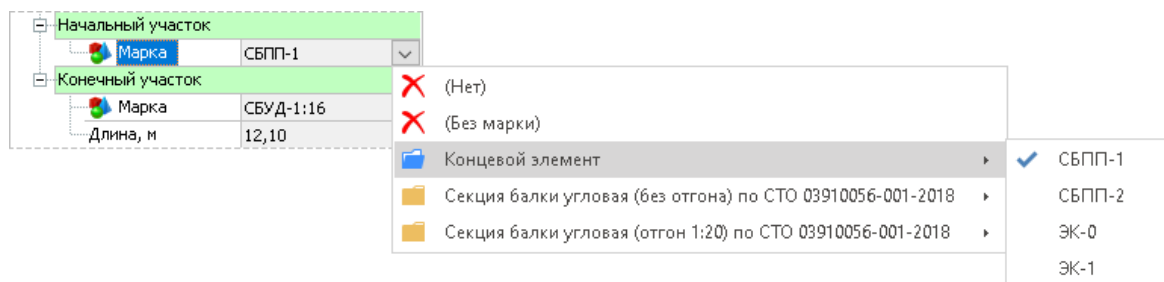 Начальный участок
Марка СБПП-1
Конечный участок
Марка СБУД-1:16
Длина, м 12,10
(Нет)
(Без марки)
Концевой элемент
Секция балки угловая (без отгона) по СТО 03910056-001-2018
Секция балки угловая (отгон 1:20) по СТО 03910056-001-2018
СБПП-1
СБПП-2
ЭК-0
ЭК-1